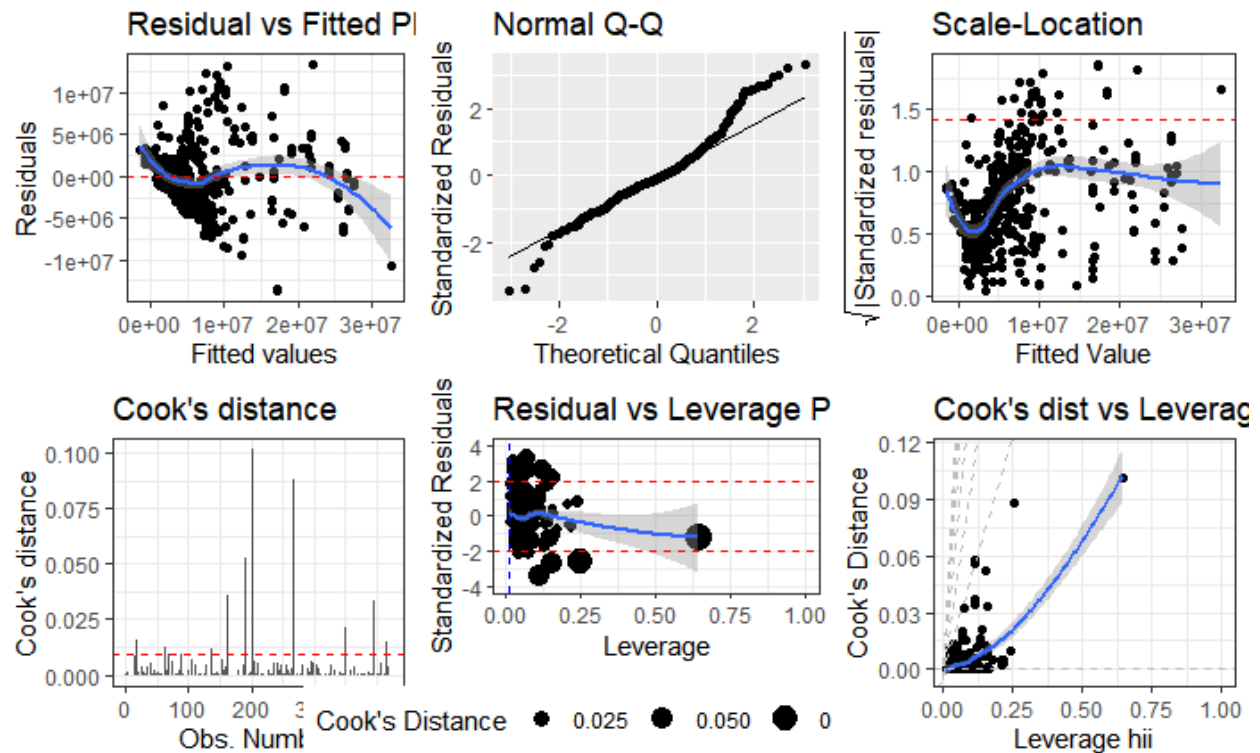 Residual vs Fitted Pl
Residuals
1e+07
5e+06
0e+00
-5e+06
-1e+07
0e+00 1e+07 2e+07 3e+07
Fitted values
Normal Q-Q
Standardized Residuals
2
0
-2
-2 0 2
Theoretical Quantiles
Scale-Location
√|Standardized residuals|
1.5
1.0
0.5
0.0
0e+00 1e+07 2e+07 3e+07
Fitted Value
Cook's distance
Cook's distance
0.100
0.075
0.050
0.025
0.000
0 100 200 3
Obs. Numb
Residual vs Leverage P
Standardized Residuals
4
2
0
-2
-4
0.00 0.25 0.50 0.75 1.00
Leverage
Cook's Distance 0.025 0.050 0
Cook's dist vs Leverag
Cook's Distance
0.12
0.09
0.06
0.03
0.00
0.00 0.25 0.50 0.75 1.00
Leverage hii